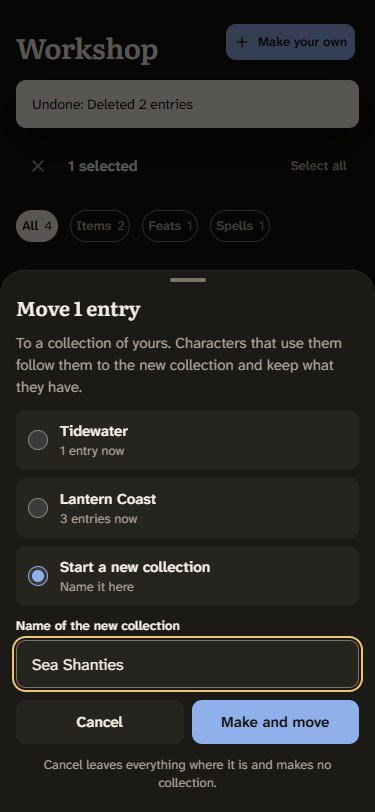 Workshop
+ Make your own
Undone: Deleted 2 entries
1 selected
Select all
All 4
Items 2
Feats 1
Spells 1
Move 1 entry
To a collection of yours. Characters that use them
follow them to the new collection and keep what
they have.
Tidewater
1 entry now
Lantern Coast
3 entries now
Start a new collection
Name it here
Name of the new collection
Sea Shanties
Cancel
Make and move
Cancel leaves everything where it is and makes no
collection.